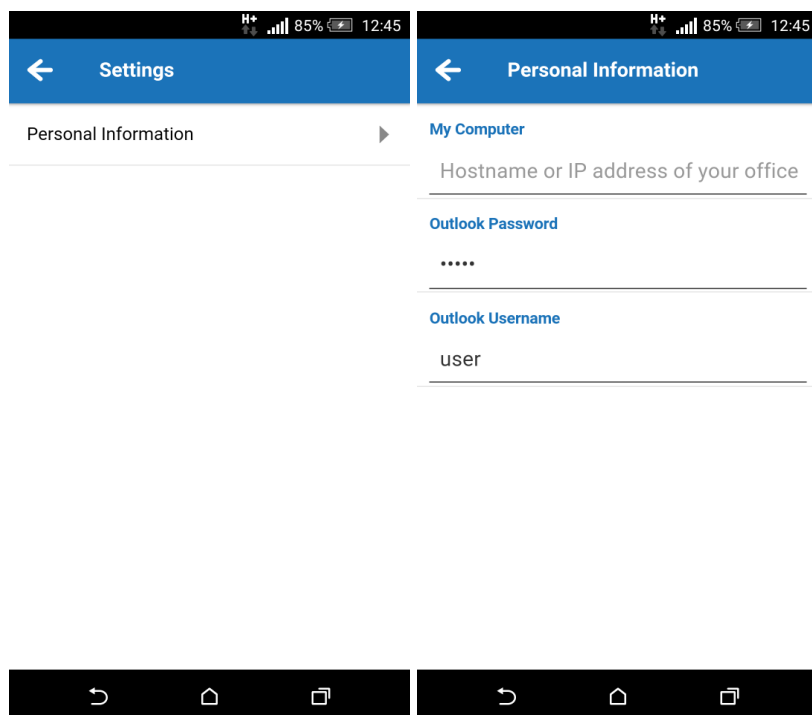 H+ 85% 12:45
Settings
Personal Information
H+ 85% 12:45
Personal Information
My Computer
Hostname or IP address of your office
Outlook Password
•••••
Outlook Username
user